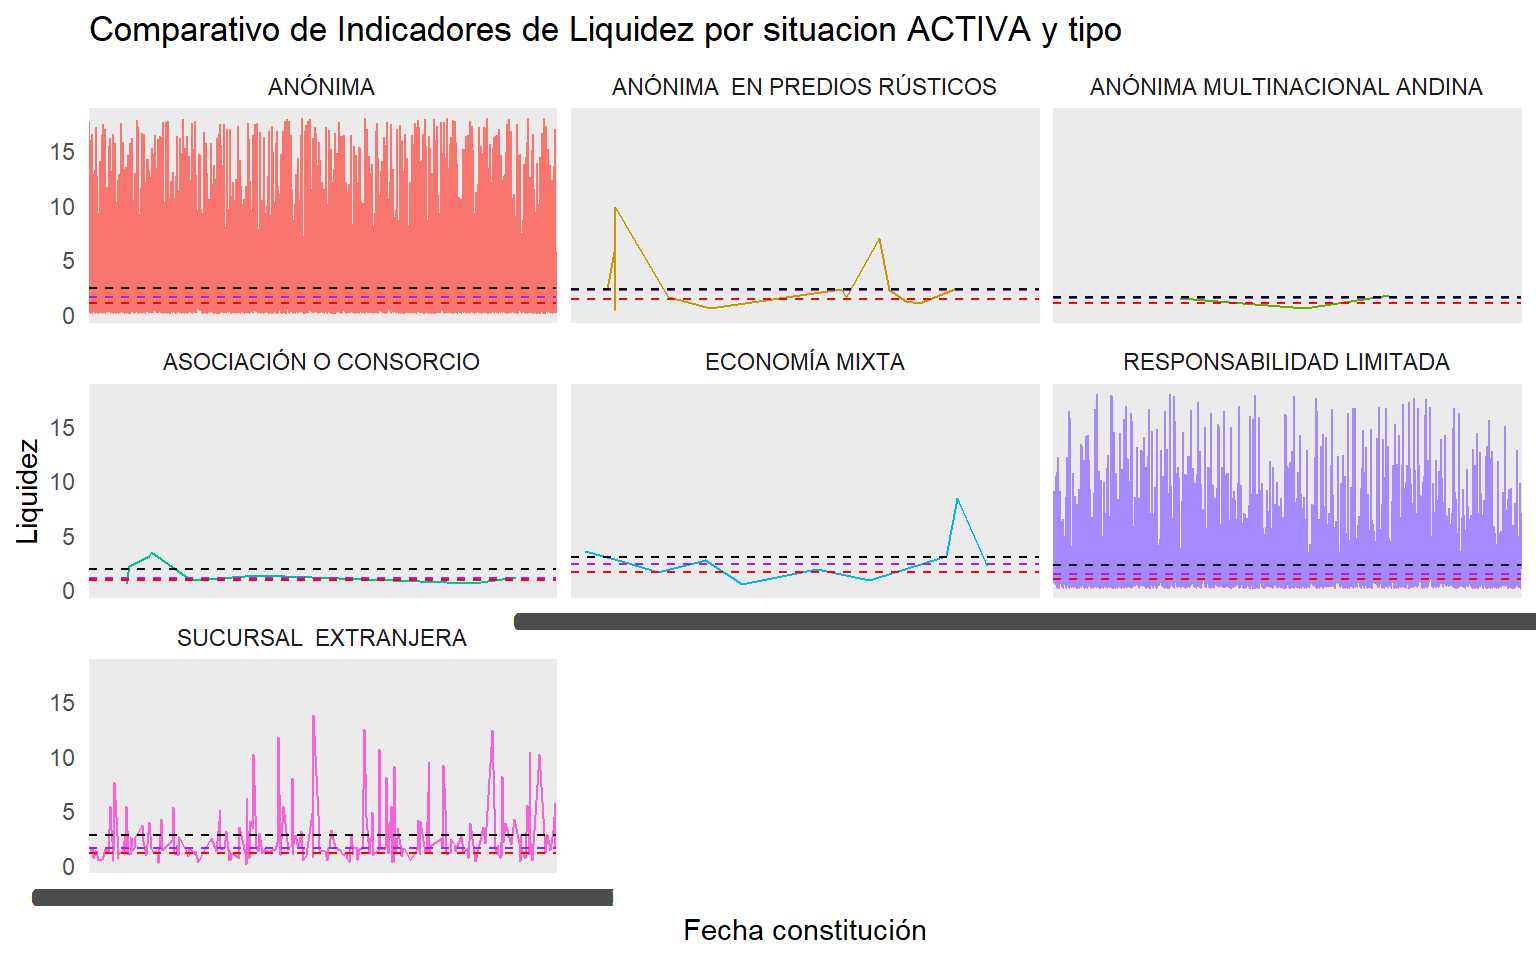 Comparativo de Indicadores de Liquidez por situacion ACTIVA y tipo
ANÓNIMA
ANÓNIMA  EN PREDIOS RÚSTICOS
ANÓNIMA MULTINACIONAL ANDINA
15
10
5
0
ASOCIACIÓN O CONSORCIO
ECONOMÍA MIXTA
RESPONSABILIDAD LIMITADA
Liquidez
15
10
5
0
SUCURSAL  EXTRANJERA
15
10
5
0
Fecha constitución